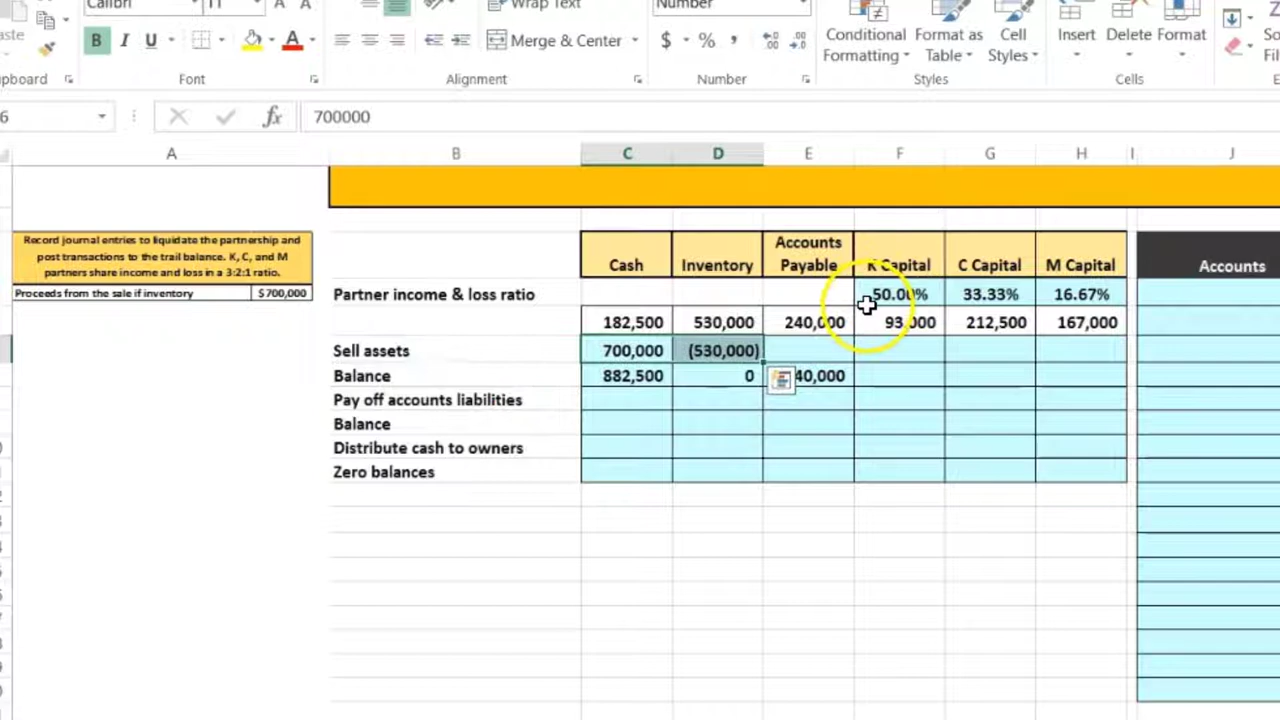 Calibri 11 A A Wrap Text Number
aste
B I U A Merge & Center $ % Conditional Format as Cell Insert Delete Format
Formatting Table Styles
lipboard Font Alignment Number Styles Cells
6 fx 700000
A B C D E F G H I J
Record journal entries to liquidate the partnership and
post transactions to the trail balance. K, C, and M
partners share income and loss in a 3:2:1 ratio.
Proceeds from the sale if inventory $ 700,000
Cash Inventory Accounts Payable K Capital C Capital M Capital Accounts
Partner income & loss ratio 50.00% 33.33% 16.67%
182,500 530,000 240,000 93,000 212,500 167,000
Sell assets 700,000 (530,000)
Balance 882,500 0 40,000
Pay off accounts liabilities
Balance
Distribute cash to owners
Zero balances